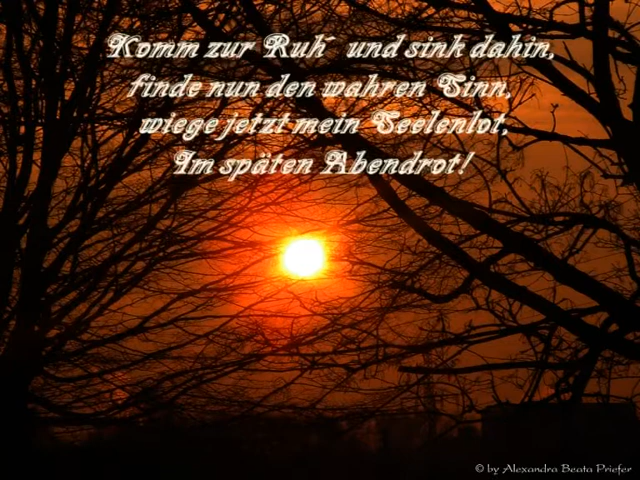 Komm zur Ruh´ und sink dahin,
finde nun den wahren Sinn,
wiege jetzt mein Seelenlot,
Im späten Abendrot!
© by Alexandra Beata Priefer